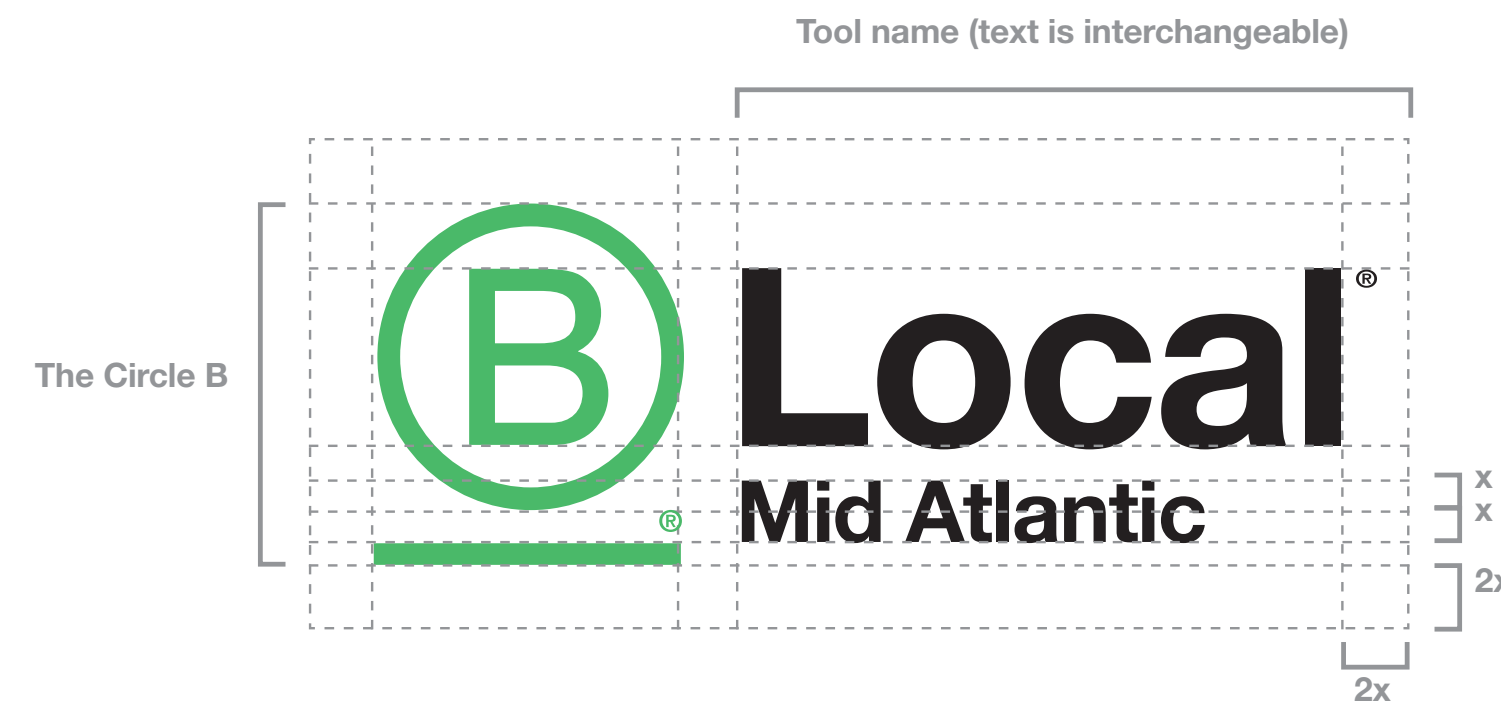 Tool name (text is interchangeable)
The Circle B
B
®
Local®
Mid Atlantic
x
x
2x
2x